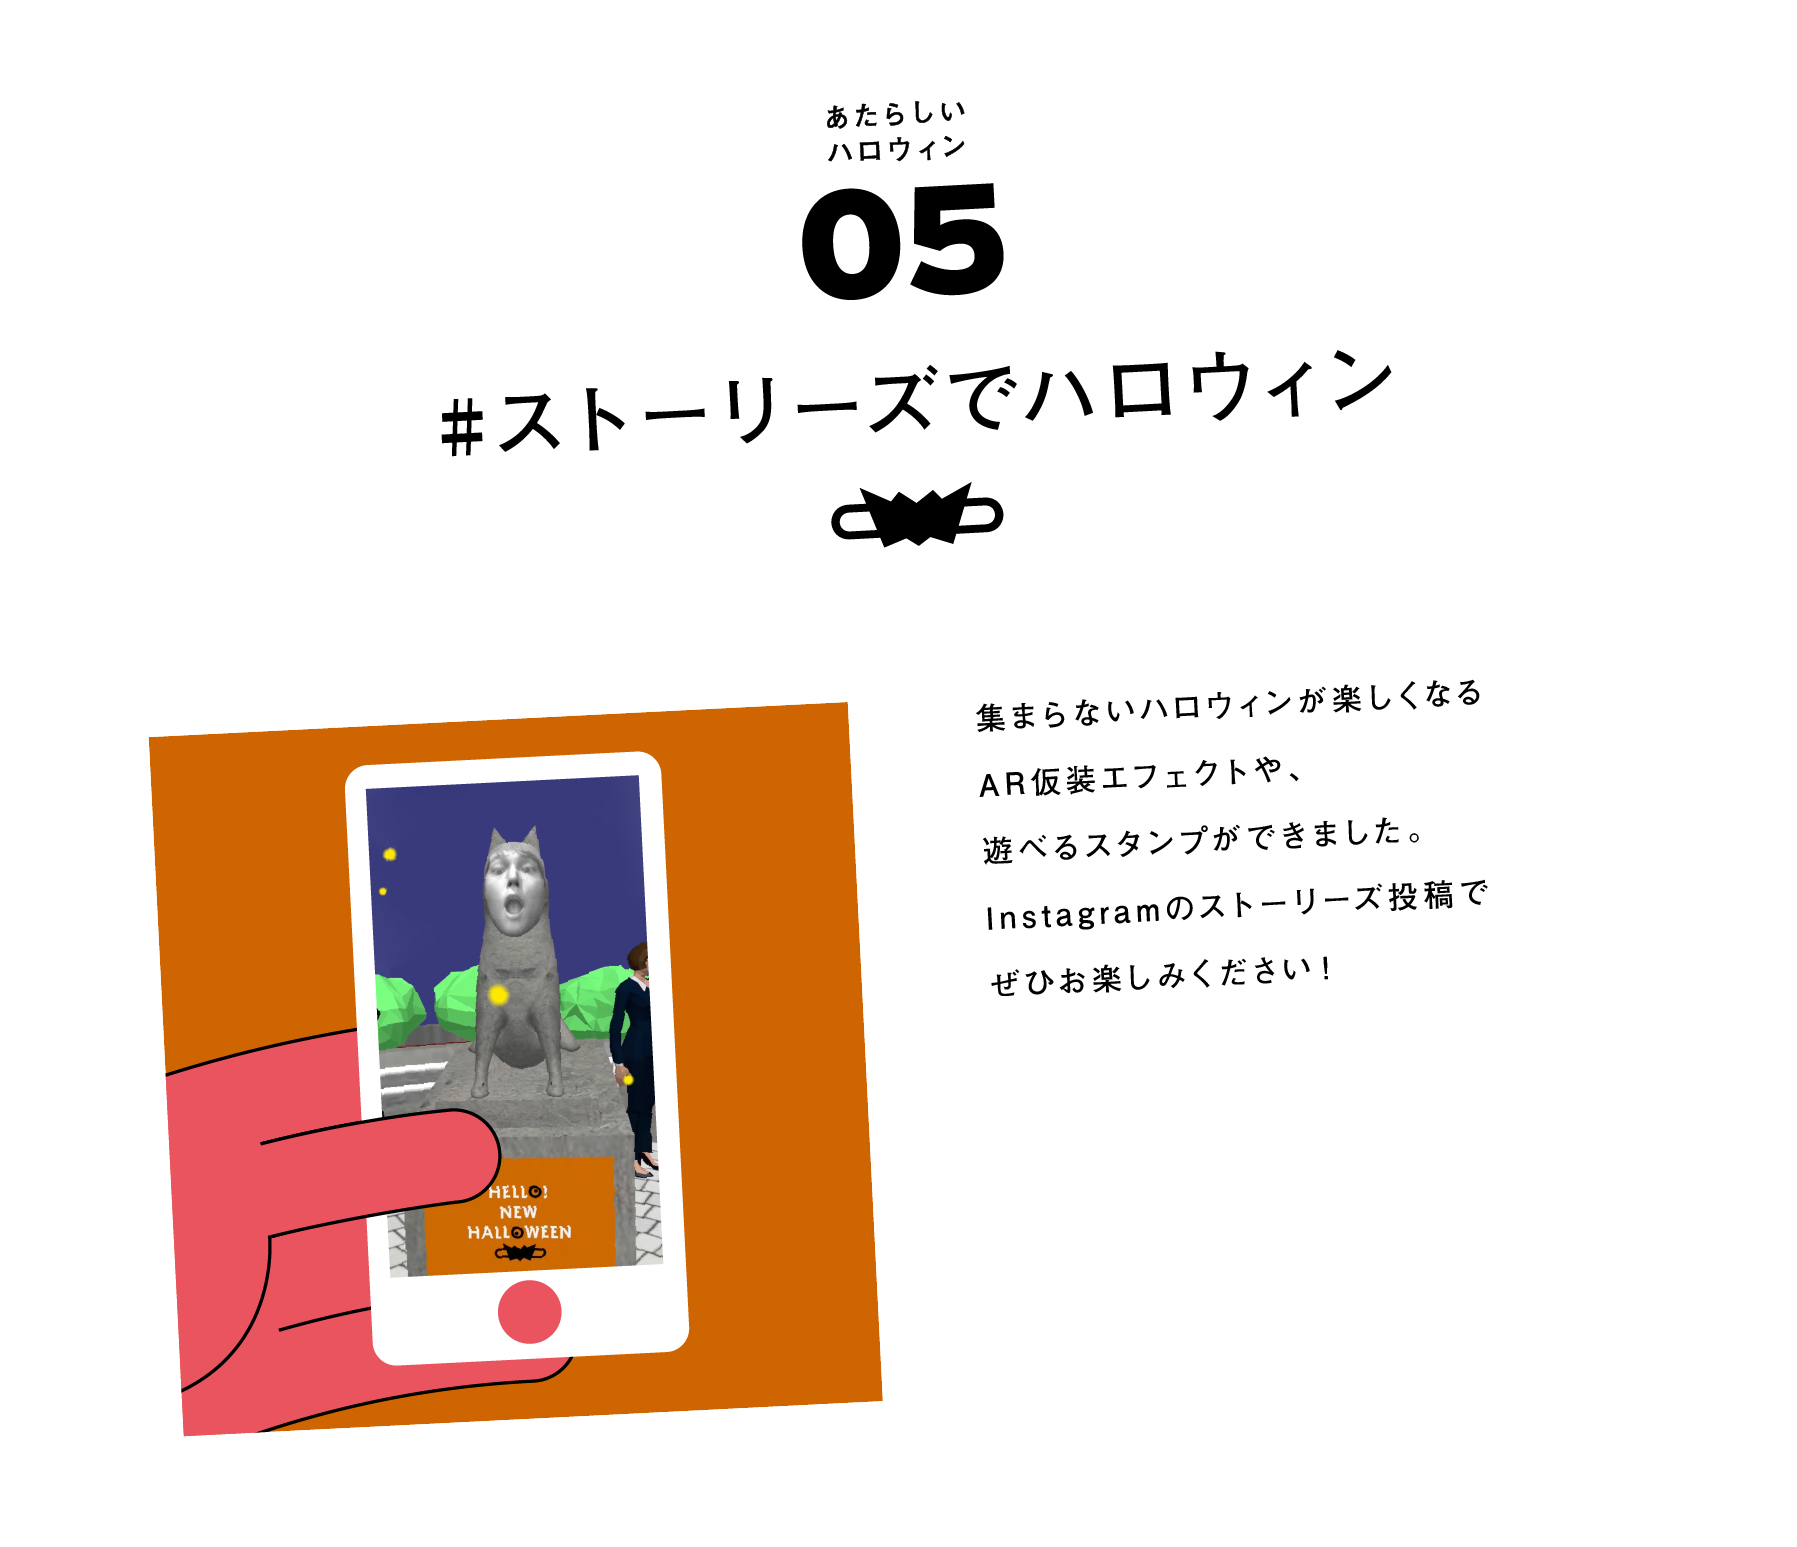 あたらしい
ハロウィン
05
#ストーリーズでハロウィン
集まらないハロウィンが楽しくなる
AR仮装エフェクトや、
遊べるスタンプができました。
Instagramのストーリーズ投稿で
ぜひお楽しみください！
HELLO!
NEW
HALLOWEEN